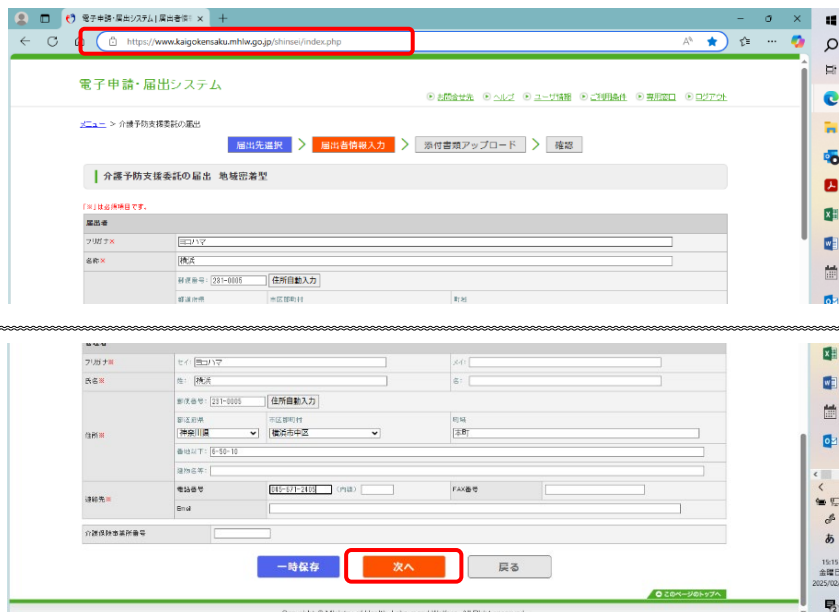 電子申請・届出システム | 届出者情
https://www.kaigokensaku.mhlw.go.jp/shinsei/index.php
電子申請・届出システム
お問合せ先 ヘルプ ユーザ情報 ご利用条件 専用窓口 ログアウト
メニュー > 介護予防支援委託の届出
届出先選択 > 届出者情報入力 > 添付書類アップロード > 確認
介護予防支援委託の届出 地域密着型
「※」は必須項目です。
届出者
フリガナ※ ヨコハマ
名称※ 横浜
郵便番号: 231-0005 住所自動入力
都道府県 市区郡町村 町域
管理者
フリガナ※ セイ: ヨコハマ メイ:
氏名※ 姓: 横浜 名:
郵便番号: 231-0005 住所自動入力
都道府県 市区郡町村 町域
住所※ 神奈川県 横浜市中区 本町
番地以下: 6-50-10
建物名等:
電話番号 045-671-2405 (内線) FAX番号
連絡先※
Email
介護保険事業所番号
一時保存 次へ 戻る
このページのトップへ
あ
15:15
金曜日